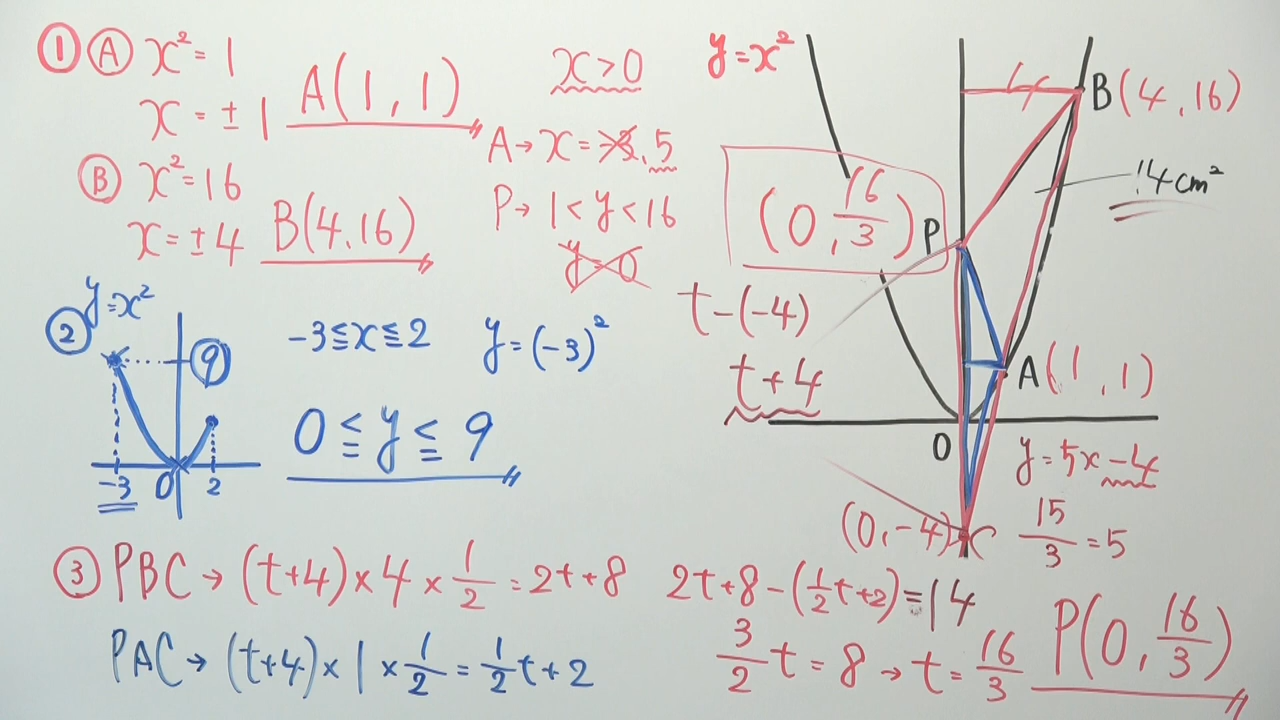 ① Ⓐ x² = 1
x = ± 1 A(1, 1)
Ⓑ x² = 16
x = ± 4 B(4.16)
x > 0
A → x = -3, 5
P → 1 < y < 16
y = 0
② y = x²
9
-3 0 2
-3 ≦ x ≦ 2 y = (-3)²
0 ≦ y ≦ 9
y = x²
4
B(4, 16)
14cm²
(0, 16/3) P
t - (-4)
t + 4
A(1, 1)
O
y = 5x - 4
(0, -4) C
15/3 = 5
③ PBC → (t+4) × 4 × 1/2 = 2t + 8
PAC → (t+4) × 1 × 1/2 = 1/2 t + 2
2t + 8 - (1/2 t + 2) = 14
3/2 t = 8 → t = 16/3
P(0, 16/3)